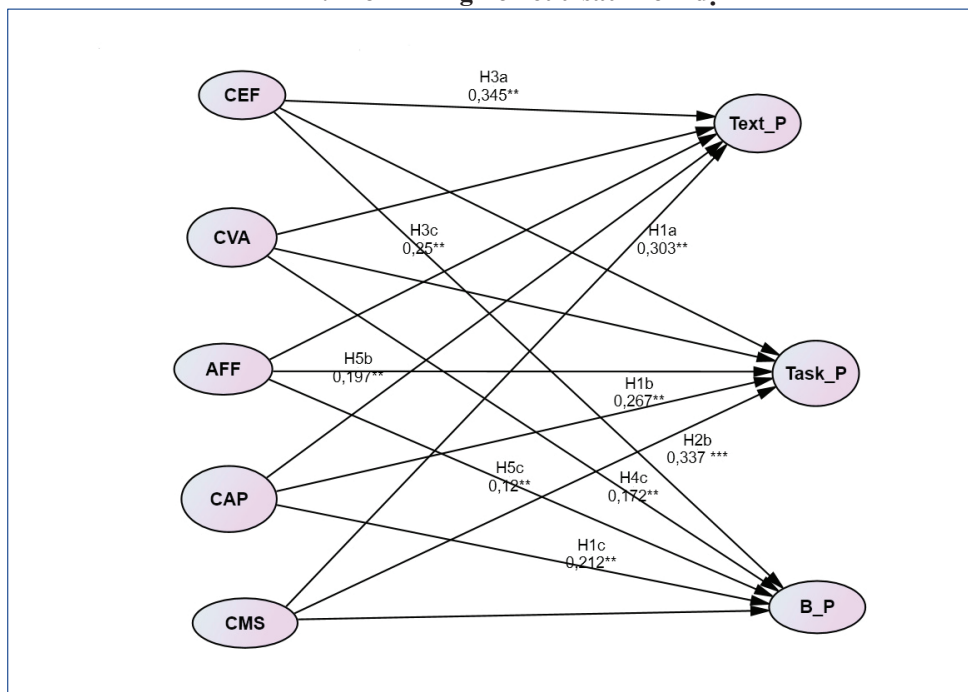 CEF
H3a
0,345**
Text_P
CVA
H3c
0,25**
H1a
0,303**
AFF
H5b
0,197**
Task_P
H1b
0,267**
H2b
0,337 ***
CAP
H5c
0,12**
H4c
0,172**
H1c
0,212**
CMS
B_P